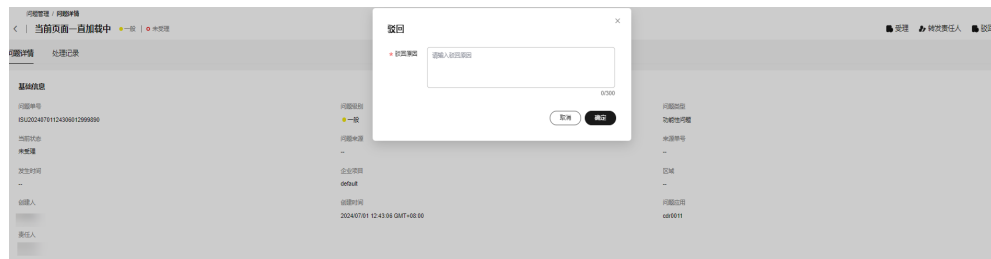 问题管理 / 问题详情
当前页面一直加载中 一般 | 未受理
受理 转发责任人 驳回
问题详情 处理记录
驳回
* 驳回原因 请输入驳回原因
0/300
取消 确定
基础信息
问题单号 问题级别 问题类型
ISU20240701124306012999890 一般 功能性问题
当前状态 问题来源 来源单号
未受理 -- --
发生时间 企业项目 区域
-- default --
创建人 创建时间 问题应用
2024/07/01 12:43:06 GMT+08:00 cdr0011
责任人